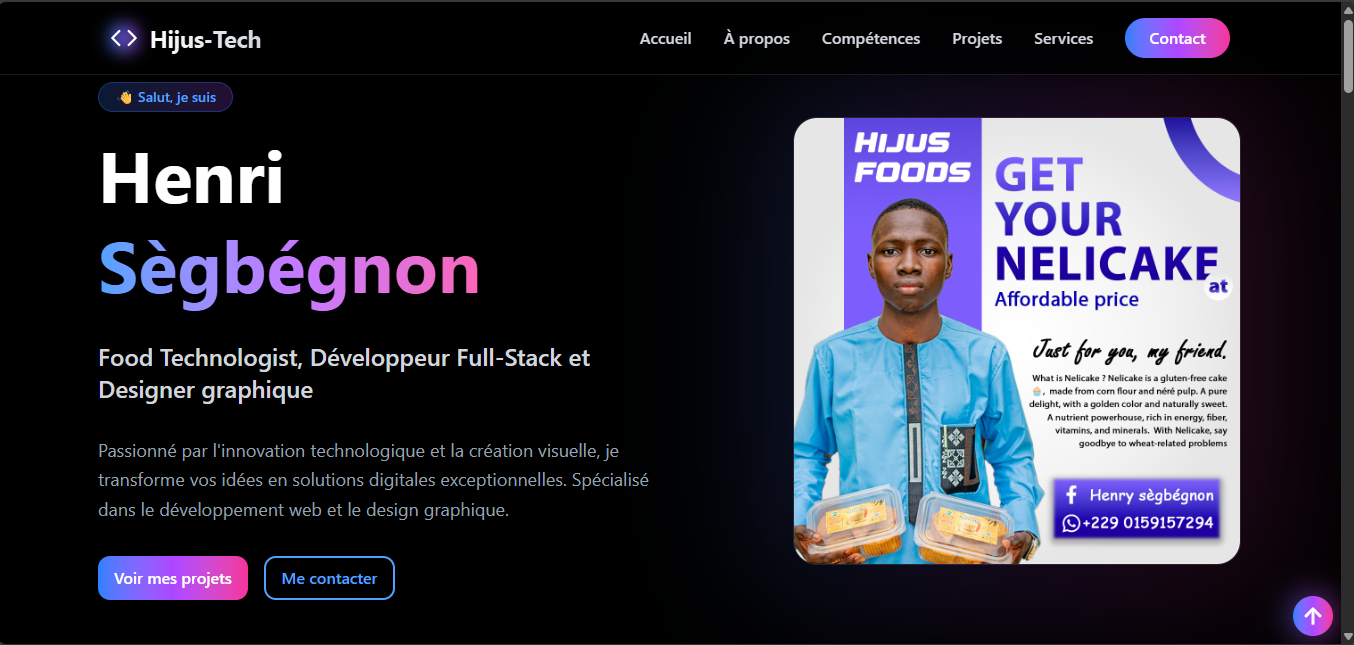 Hijus-Tech
Accueil
À propos
Compétences
Projets
Services
Contact
👋 Salut, je suis
Henri
Sègbégnon
Food Technologist, Développeur Full-Stack et
Designer graphique
Passionné par l'innovation technologique et la création visuelle, je
transforme vos idées en solutions digitales exceptionnelles. Spécialisé
dans le développement web et le design graphique.
Voir mes projets
Me contacter
HIJUS
FOODS
GET
YOUR
NELICAKE
at
Affordable price
Just for you, my friend.
What is Nelicake ? Nelicake is a gluten-free cake
🧁, made from corn flour and néré pulp. A pure
delight, with a golden color and naturally sweet.
A nutrient powerhouse, rich in energy, fiber,
vitamins, and minerals. With Nelicake, say
goodbye to wheat-related problems
Henry sègbégnon
+229 0159157294